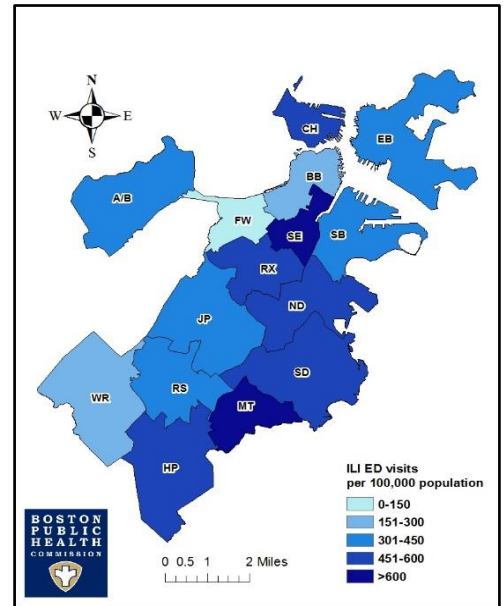 N
W E
S
CH
EB
A/B
BB
FW
SE
SB
RX
ND
JP
SD
WR
RS
MT
HP
ILI ED visits
per 100,000 population
0-150
151-300
301-450
451-600
>600
BOSTON
PUBLIC
HEALTH
COMMISSION
0 0.5 1 2 Miles